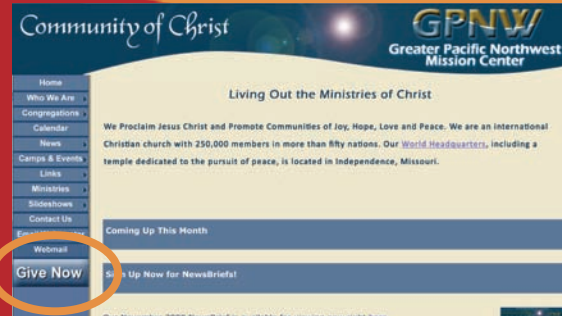 Community of Christ
GPNW
Greater Pacific Northwest
Mission Center
Home
Who We Are
Congregations
Calendar
News
Camps & Events
Links
Ministries
Slideshows
Contact Us
Webmail
Give Now
Living Out the Ministries of Christ
We Proclaim Jesus Christ and Promote Communities of Joy, Hope, Love and Peace. We are an international
Christian church with 250,000 members in more than fifty nations. Our World Headquarters, including a
temple dedicated to the pursuit of peace, is located in Independence, Missouri.
Coming Up This Month
Sign Up Now for NewsBriefs!